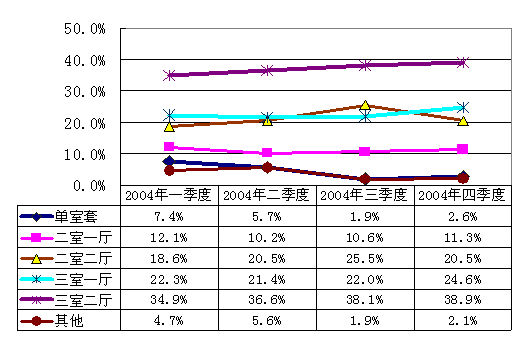 50.0%
40.0%
30.0%
20.0%
10.0%
0.0%
2004年一季度 2004年二季度 2004年三季度 2004年四季度
单室套 7.4% 5.7% 1.9% 2.6%
二室一厅 12.1% 10.2% 10.6% 11.3%
二室二厅 18.6% 20.5% 25.5% 20.5%
三室一厅 22.3% 21.4% 22.0% 24.6%
三室二厅 34.9% 36.6% 38.1% 38.9%
其他 4.7% 5.6% 1.9% 2.1%